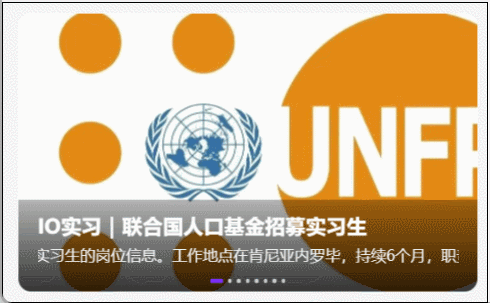 UNFP
IO实习｜联合国人口基金招募实习生
实习生的岗位信息。工作地点在肯尼亚内罗毕，持续6个月，职责